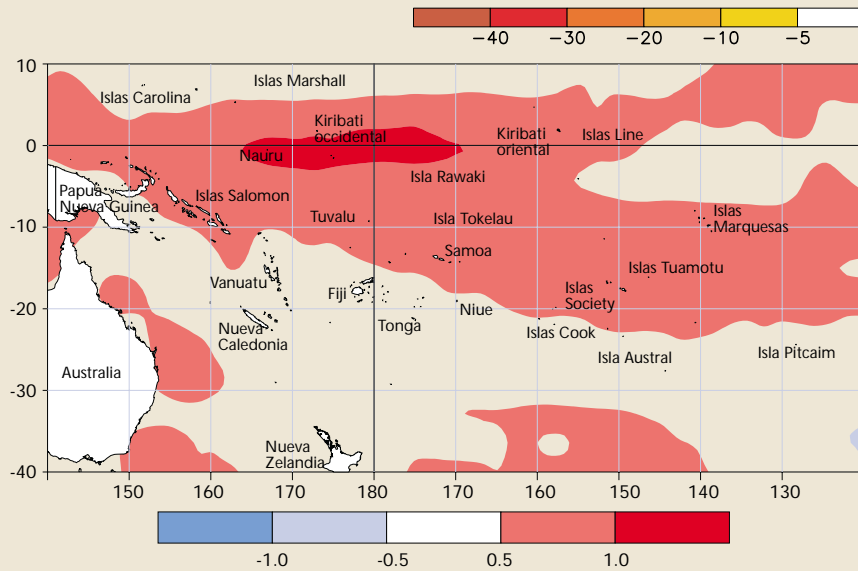 -40 -30 -20 -10 -5
10
Islas Marshall
Islas Carolina
Kiribati
occidental
Kiribati
oriental
Islas Line
0
Nauru
Isla Rawaki
Papua
Nueva Guinea
Islas Salomon
Tuvalu
Isla Tokelau
Islas
Marquesas
-10
Samoa
Islas Tuamotu
Vanuatu
Fiji
Islas
Society
-20
Niue
Tonga
Nueva
Caledonia
Islas Cook
Isla Austral
Isla Pitcairn
Australia
-30
Nueva
Zelandia
-40
150 160 170 180 170 160 150 140 130
-1.0 -0.5 0.5 1.0